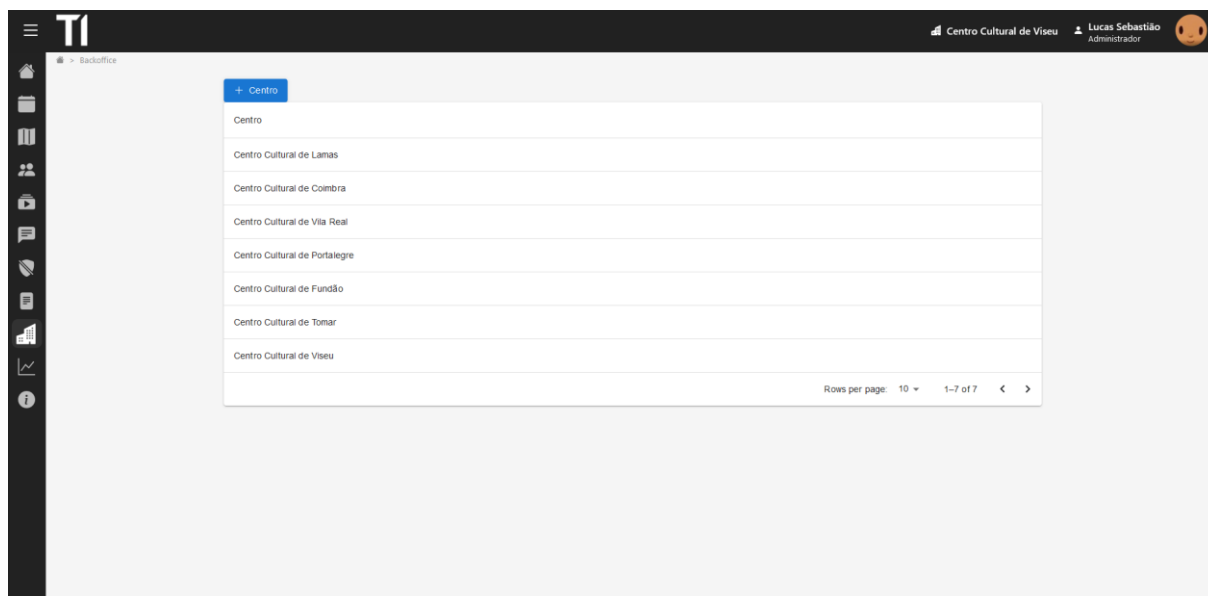 T1
Centro Cultural de Viseu
Lucas Sebastião
Administrador
> Backoffice
+ Centro
Centro
Centro Cultural de Lamas
Centro Cultural de Coimbra
Centro Cultural de Vila Real
Centro Cultural de Portalegre
Centro Cultural de Fundão
Centro Cultural de Tomar
Centro Cultural de Viseu
Rows per page: 10 1–7 of 7